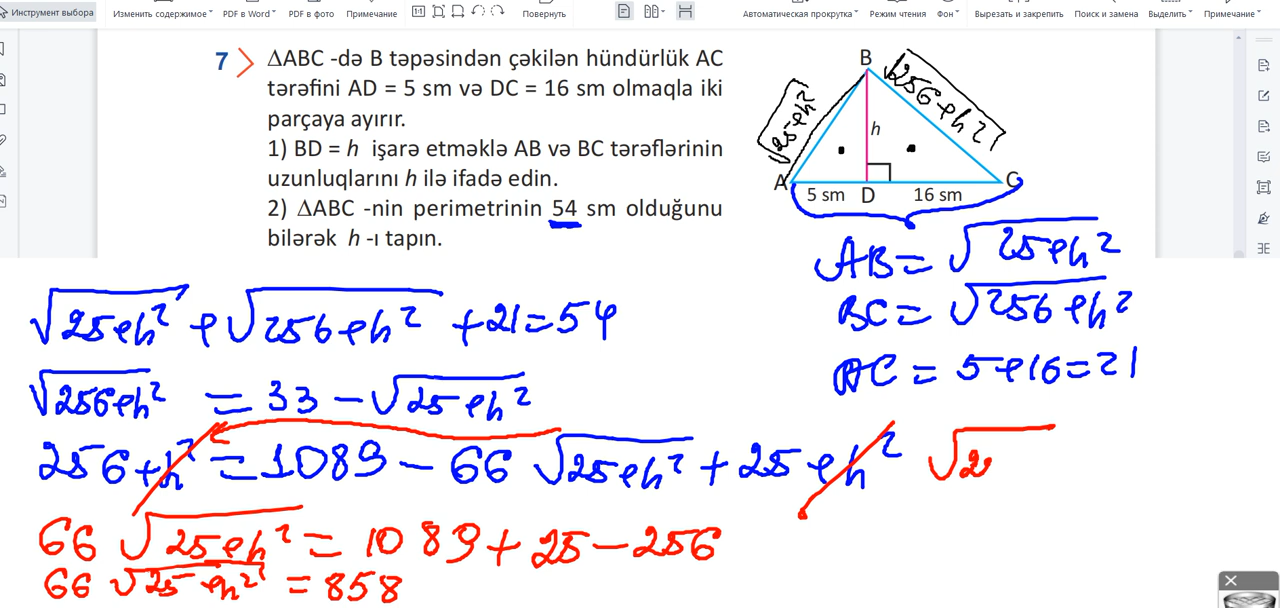 Инструмент выбора Изменить содержимое PDF в Word PDF в фото Примечание Повернуть Автоматическая прокрутка Режим чтения Фон Вырезать и закрепить Поиск и замена Выделить Примечание
7 > ΔABC -də B təpəsindən çəkilən hündürlük AC
tərəfini AD = 5 sm və DC = 16 sm olmaqla iki
parçaya ayırır.
1) BD = h işarə etməklə AB və BC tərəflərinin
uzunluqlarını h ilə ifadə edin.
2) ΔABC -nin perimetrinin 54 sm olduğunu
bilərək h -ı tapın.
B
√25+h²
√256+h²
h
A 5 sm D 16 sm C
AB = √25+h²
BC = √256+h²
AC = 5+16=21
√25+h² + √256+h² +21=54
√256+h² = 33 - √25+h²
256+h² = 1089 - 66 √25+h² + 25+h²
√2
66 √25+h² = 1089 + 25 - 256
66 √25+h² = 858